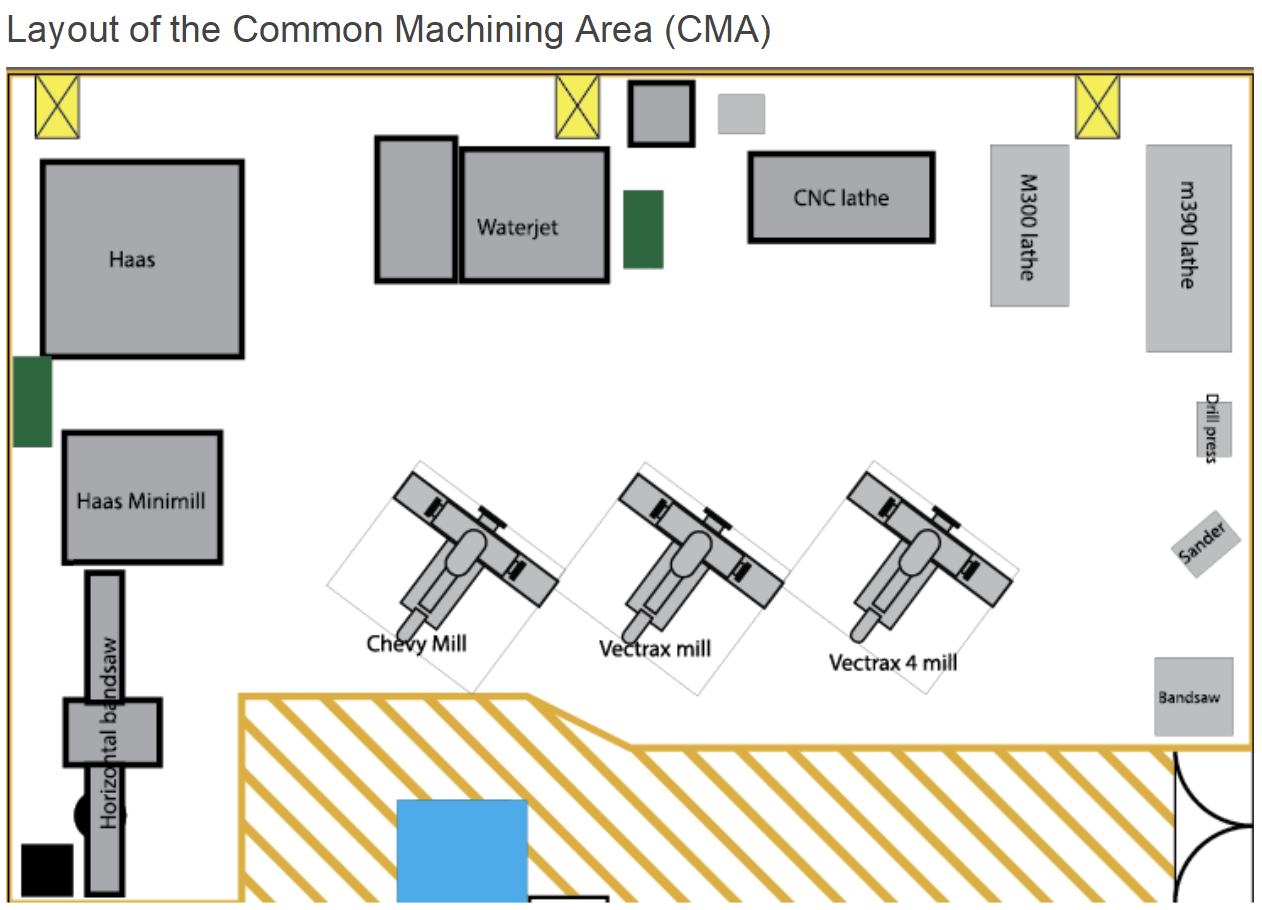 Layout of the Common Machining Area (CMA)
Haas
Waterjet
CNC lathe
M300 lathe
m390 lathe
Drill press
Haas Minimill
Sander
Chevy Mill
Vectrax mill
Vectrax 4 mill
Horizontal bandsaw
Bandsaw